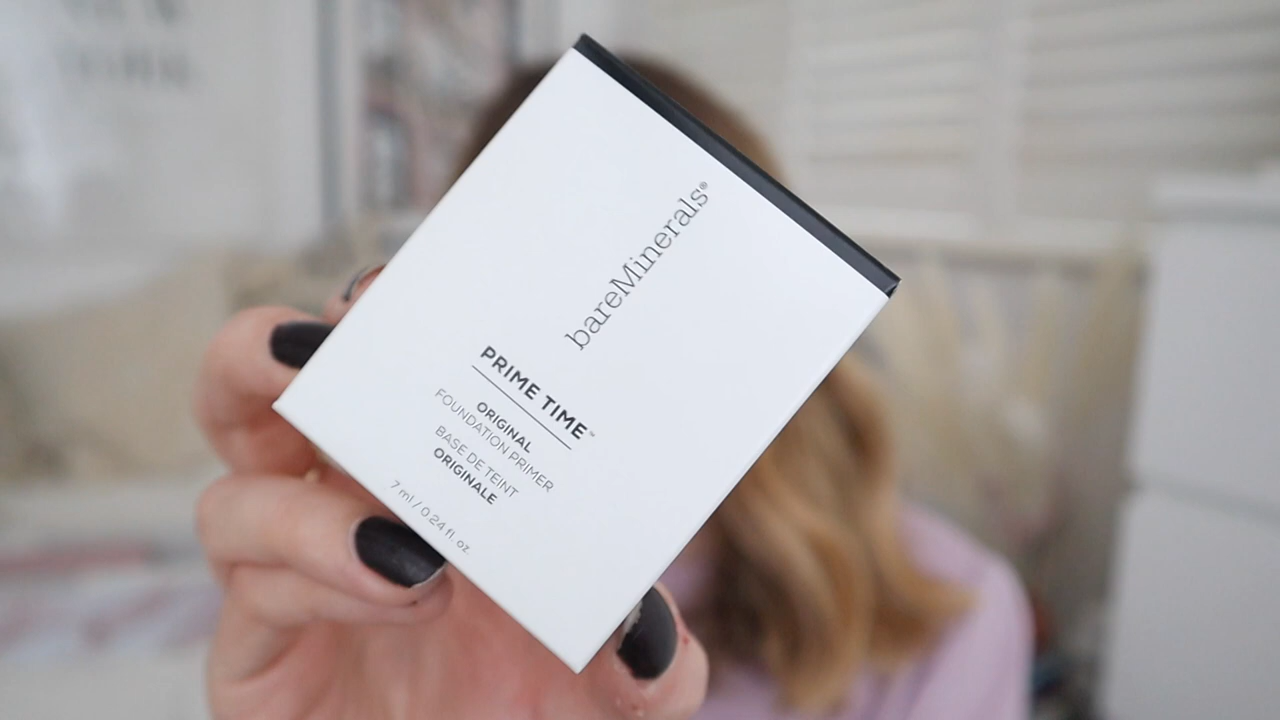 bareMinerals®
PRIME TIME™
ORIGINAL
FOUNDATION PRIMER
BASE DE TEINT
ORIGINALE
7 ml / 0.24 fl. oz.